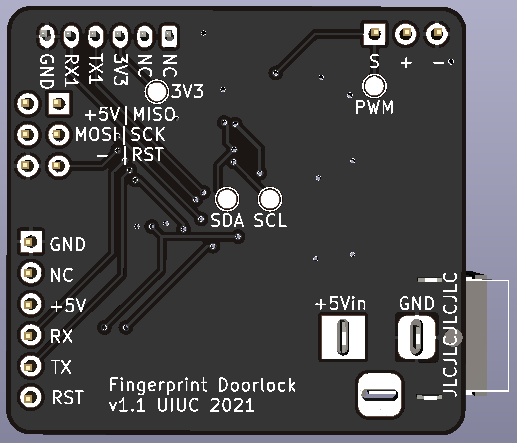 GND RX1 TX1 3V3 NC NC
S + -
3V3
PWM
+5V|MISO
MOSI|SCK
-|RST
SDA SCL
GND
NC
+5V
RX
TX
RST
+5Vin GND
JLCJLCJLCJLC
Fingerprint Doorlock
v1.1 UIUC 2021